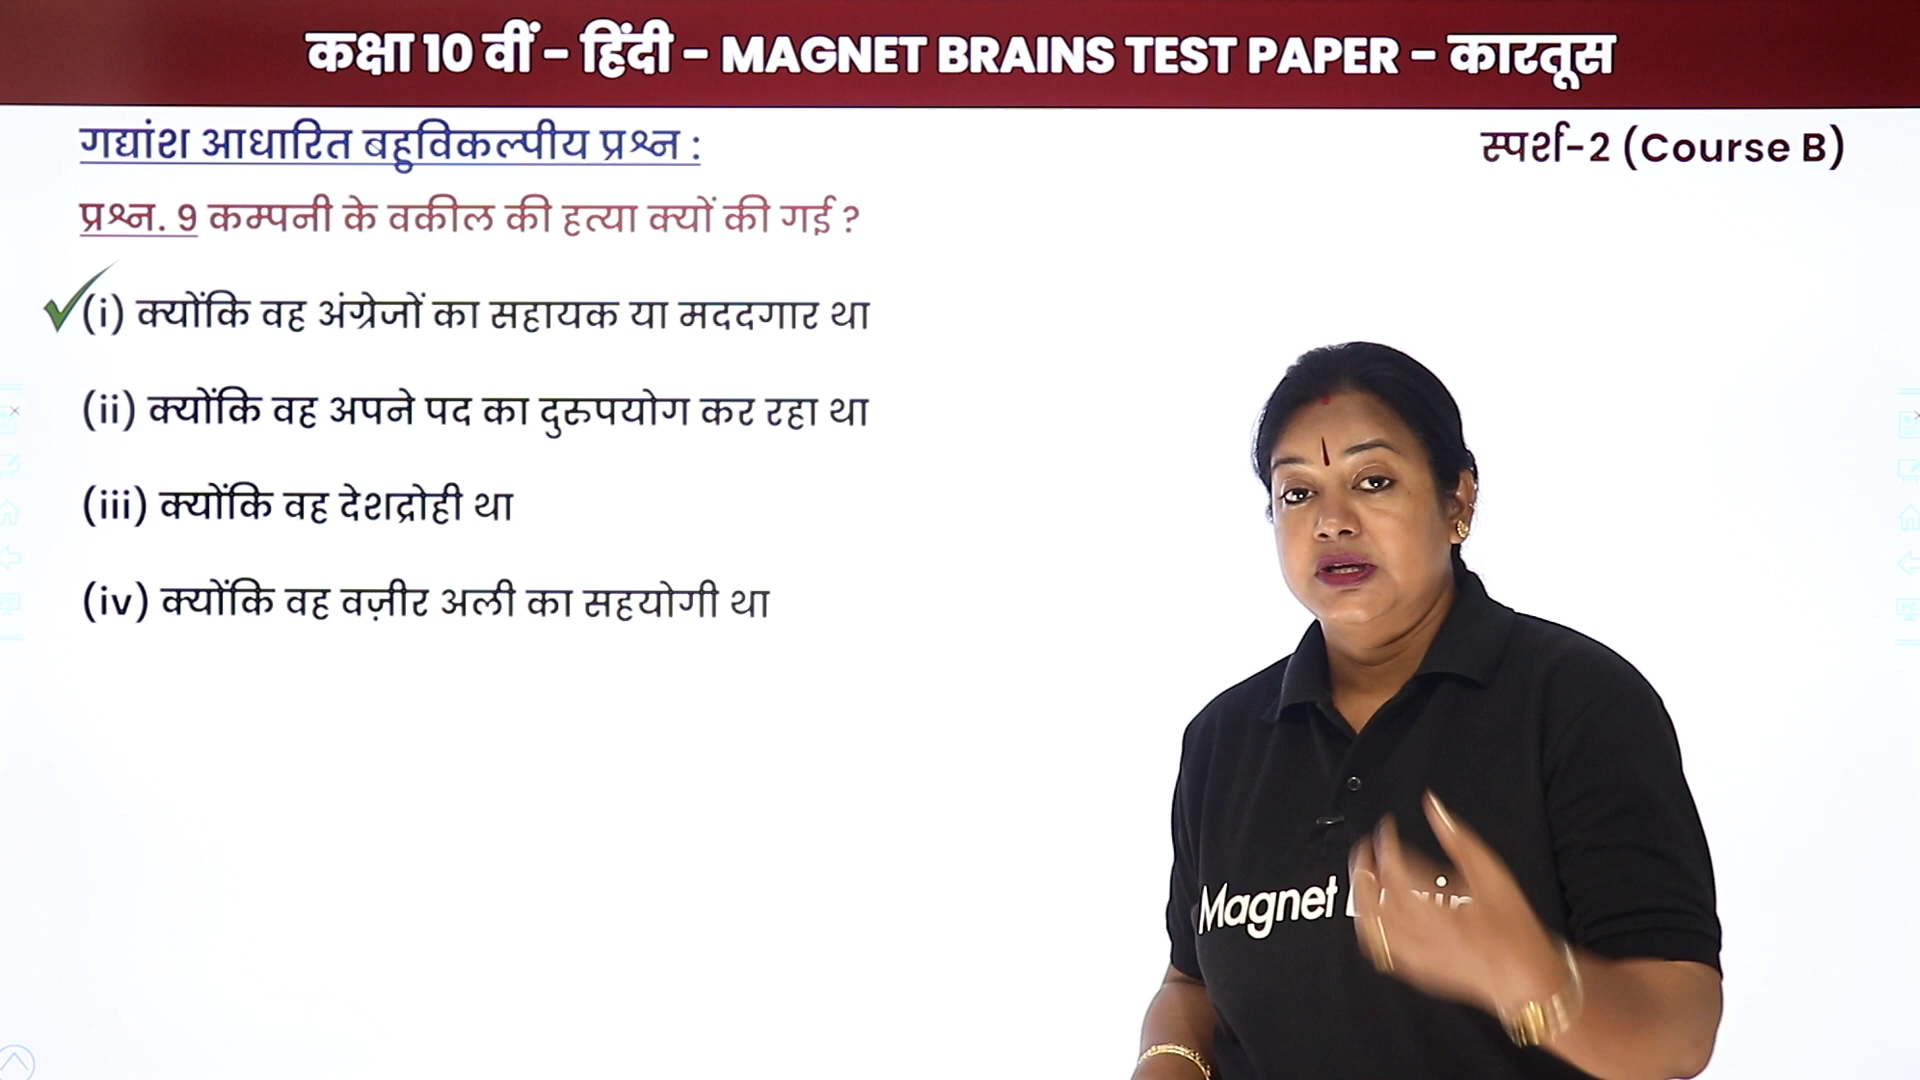 कक्षा 10 वीं - हिंदी - MAGNET BRAINS TEST PAPER - कारतूस
गद्यांश आधारित बहुविकल्पीय प्रश्न :
स्पर्श-2 (Course B)
प्रश्न. 9 कम्पनी के वकील की हत्या क्यों की गई ?
(i) क्योंकि वह अंग्रेजों का सहायक या मददगार था
(ii) क्योंकि वह अपने पद का दुरुपयोग कर रहा था
(iii) क्योंकि वह देशद्रोही था
(iv) क्योंकि वह वज़ीर अली का सहयोगी था
Magnet